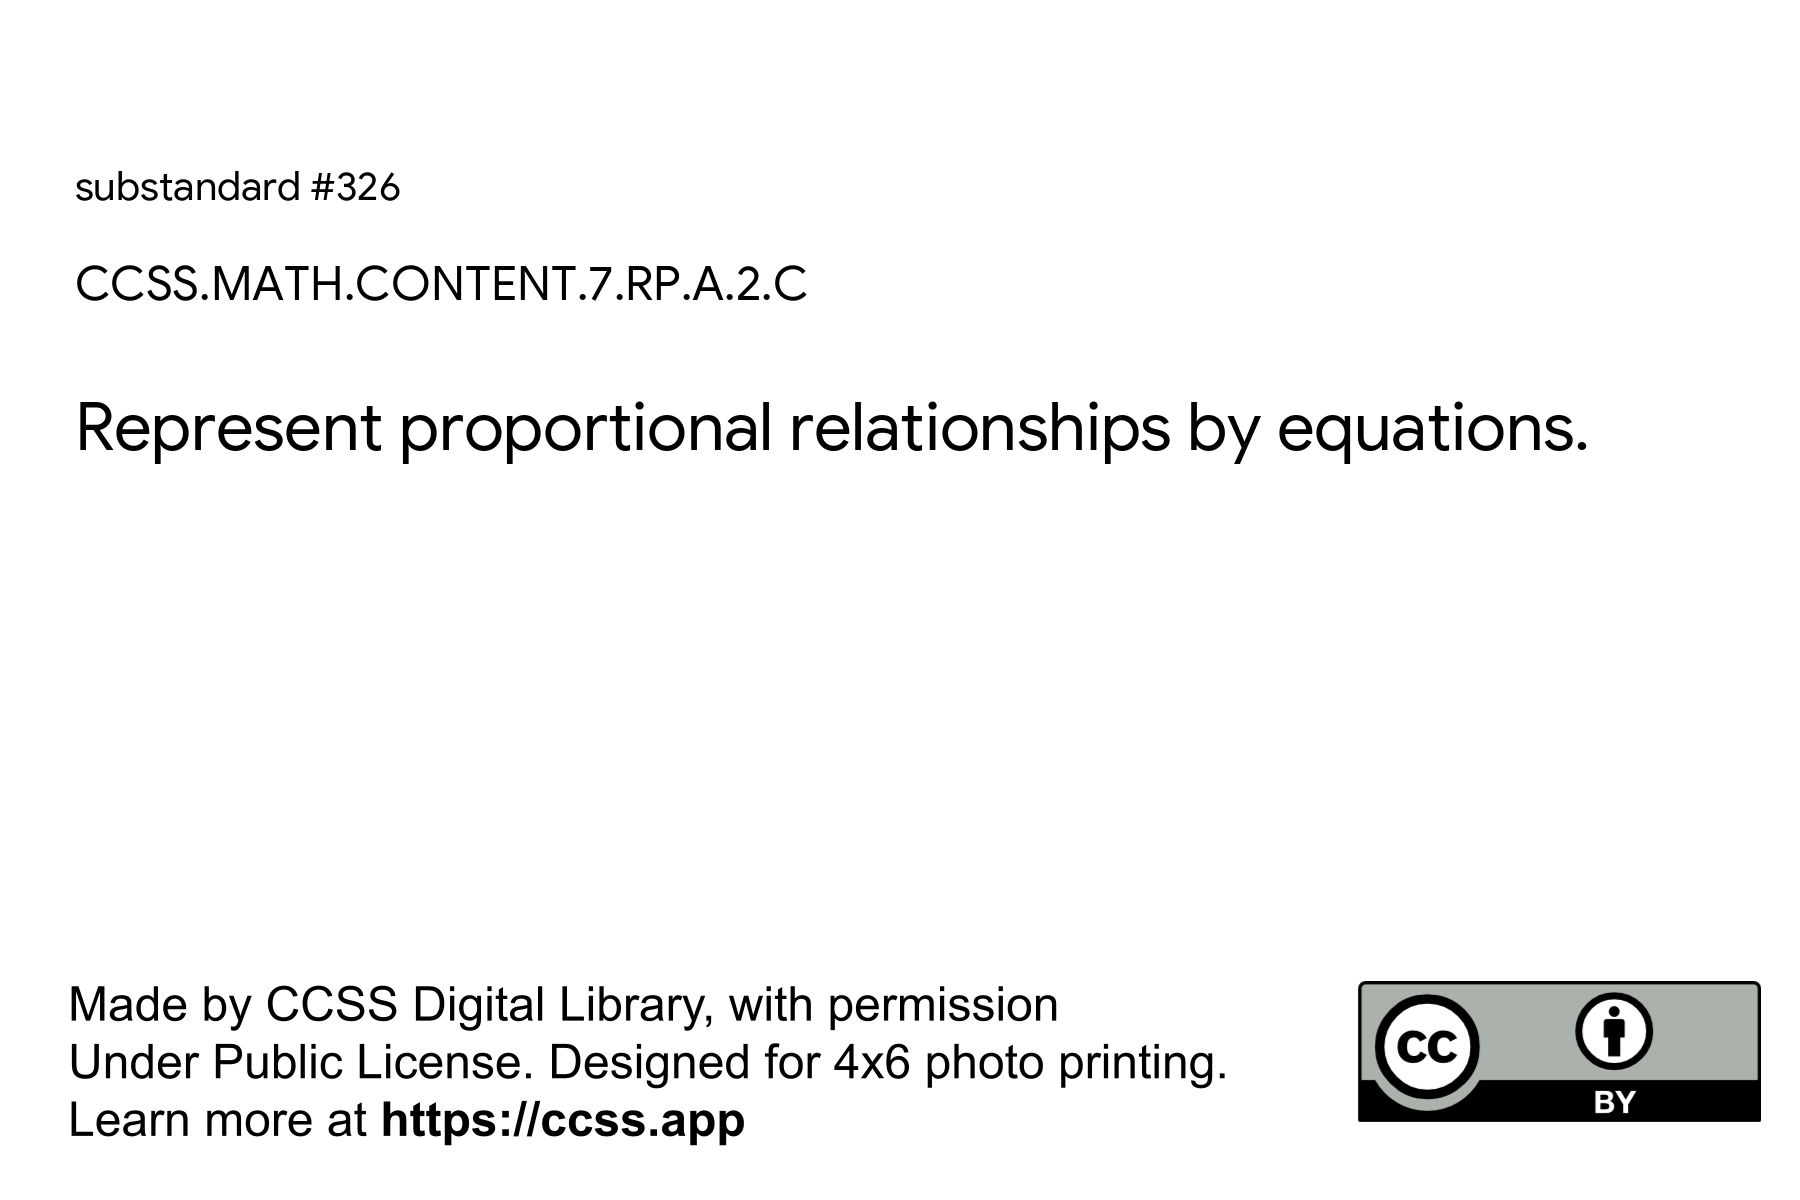 substandard #326
CCSS.MATH.CONTENT.7.RP.A.2.C
Represent proportional relationships by equations.
Made by CCSS Digital Library, with permission
Under Public License. Designed for 4x6 photo printing.
Learn more at https://ccss.app
CC
BY